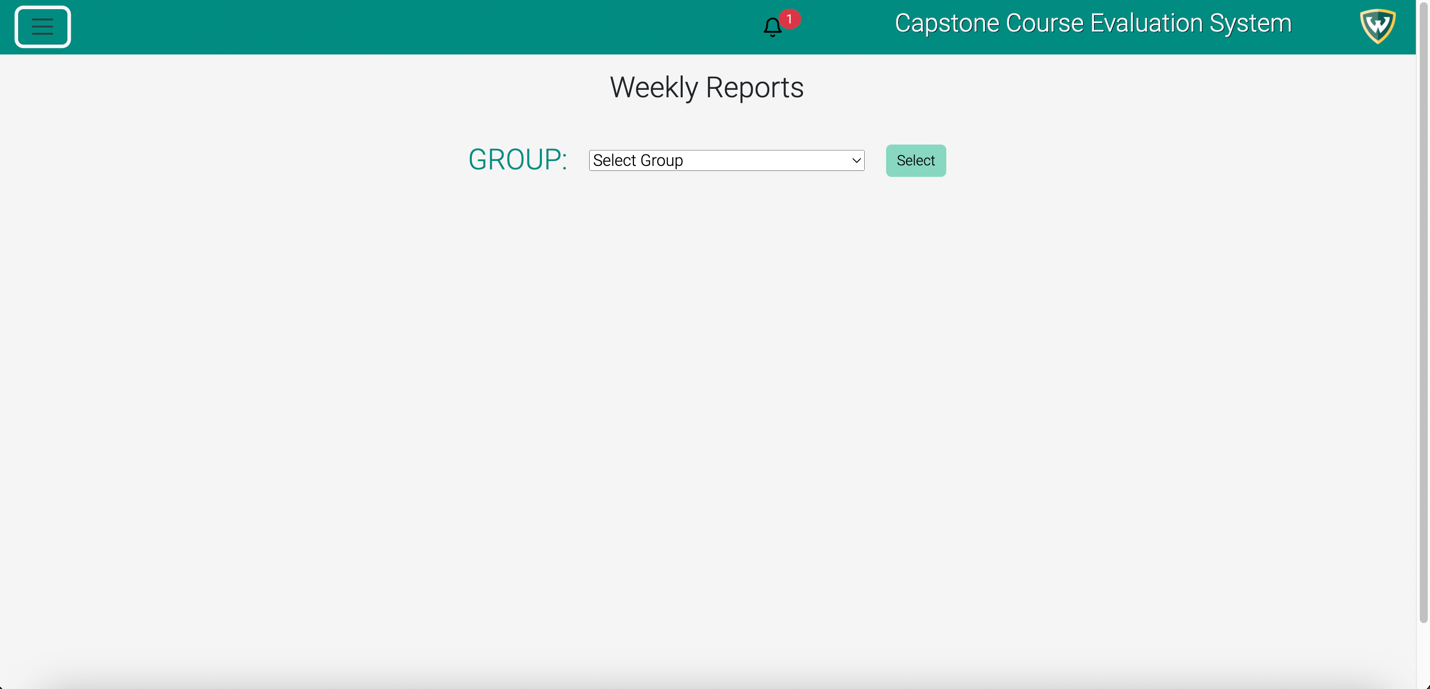 1
Capstone Course Evaluation System
W
Weekly Reports
GROUP:
Select Group
Select